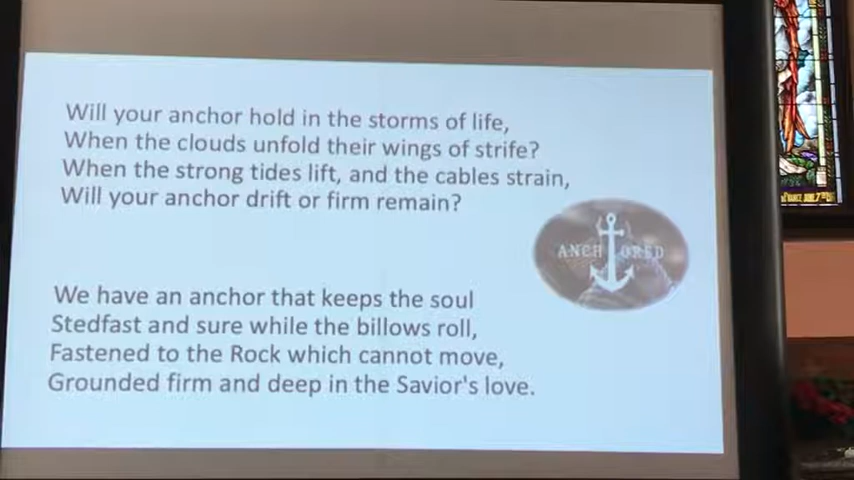 Will your anchor hold in the storms of life,
When the clouds unfold their wings of strife?
When the strong tides lift, and the cables strain,
Will your anchor drift or firm remain?
ANCHORED
We have an anchor that keeps the soul
Stedfast and sure while the billows roll,
Fastened to the Rock which cannot move,
Grounded firm and deep in the Savior's love.